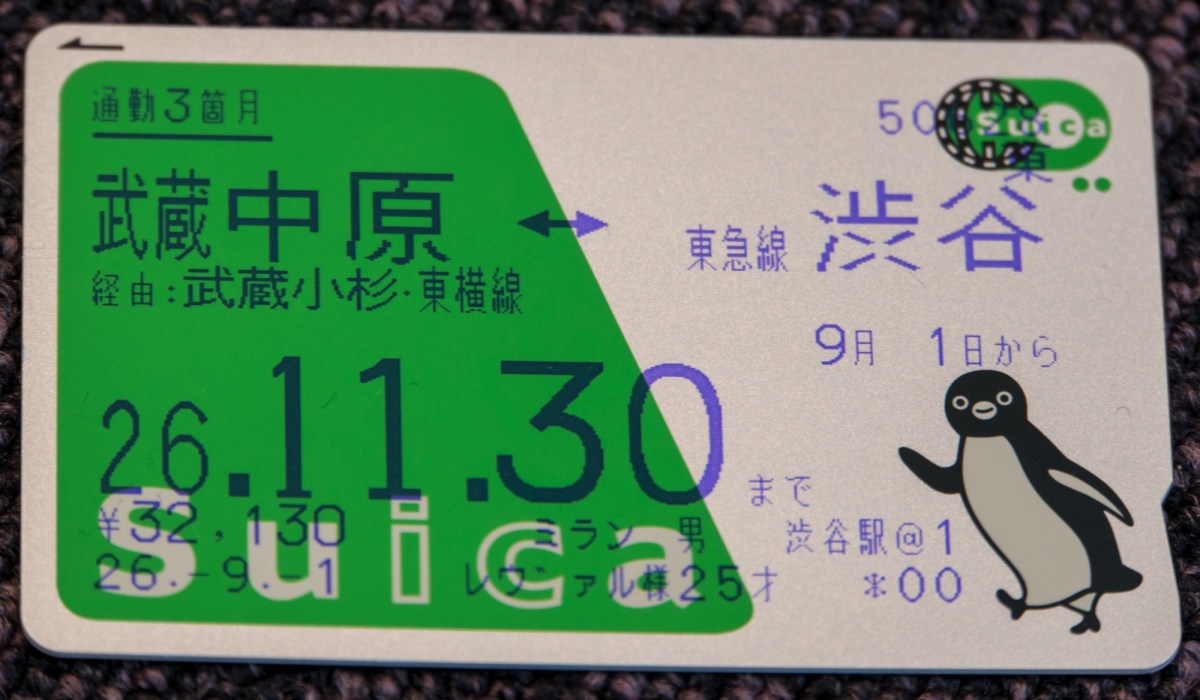 通勤3箇月
Suica
東
武蔵中原 ↔ 東急線 渋谷
経由:武蔵小杉・東横線
9月 1日から
26.11.30まで
Suica
¥32,130 ミラン 男 渋谷駅@1
26.-9.-1 レヴァル様25才 *00